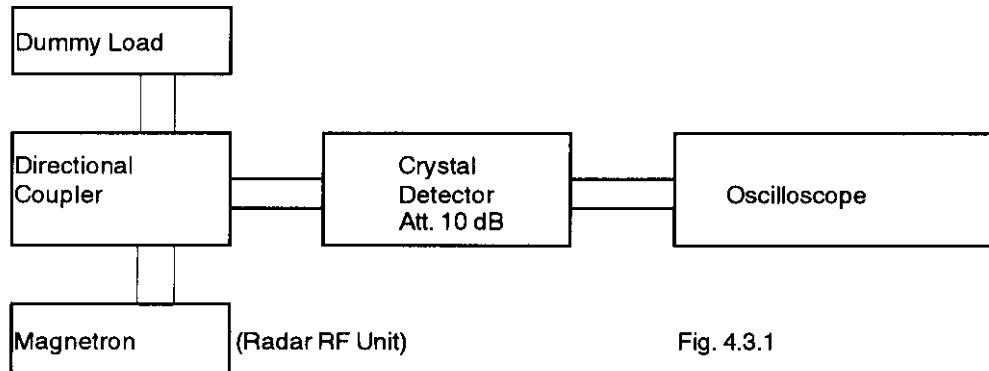 Dummy Load
Directional
Coupler
Crystal
Detector
Att. 10 dB
Oscilloscope
Magnetron
(Radar RF Unit)
Fig. 4.3.1